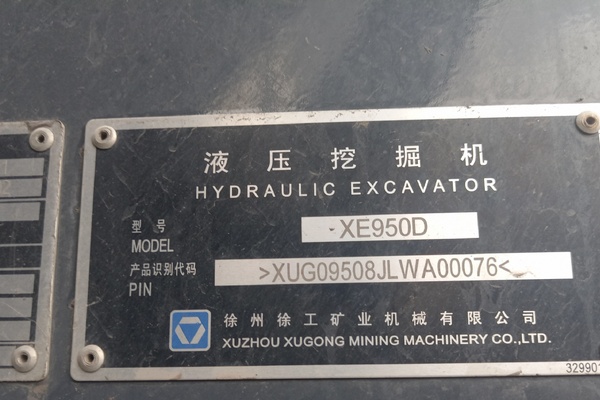 液压挖掘机
HYDRAULIC EXCAVATOR
型号 XE950D
MODEL
产品识别代码 >XUG09508JLWA00076<
PIN
徐州徐工矿业机械有限公司
XUZHOU XUGONG MINING MACHINERY CO.,LTD.
329901